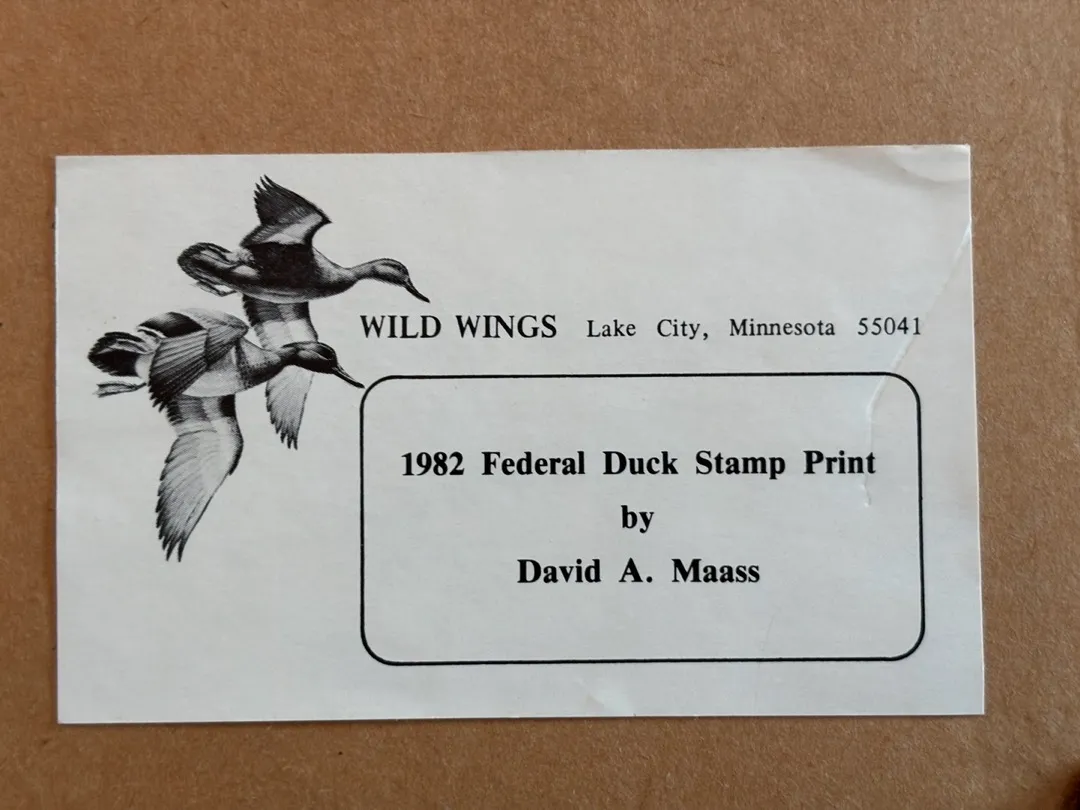 WILD WINGS Lake City, Minnesota 55041
1982 Federal Duck Stamp Print
by
David A. Maass